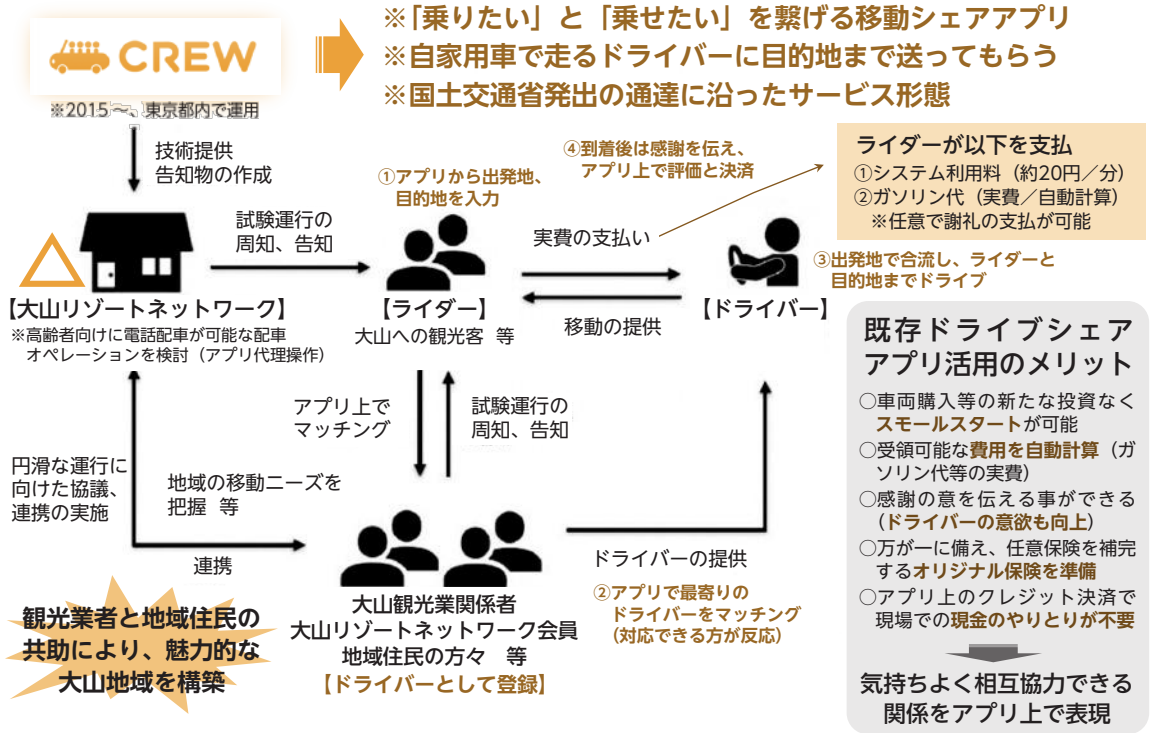 CREW
※2015～、東京都内で運用
※「乗りたい」と「乗せたい」を繋げる移動シェアアプリ
※自家用車で走るドライバーに目的地まで送ってもらう
※国土交通省発出の通達に沿ったサービス形態
技術提供
告知物の作成
①アプリから出発地、
目的地を入力
④到着後は感謝を伝え、
アプリ上で評価と決済
ライダーが以下を支払
①システム利用料（約20円／分）
②ガソリン代（実費／自動計算）
※任意で謝礼の支払が可能
試験運行の
周知、告知
実費の支払い
移動の提供
③出発地で合流し、ライダーと
目的地までドライブ
【大山リゾートネットワーク】
※高齢者向けに電話配車が可能な配車
オペレーションを検討（アプリ代理操作）
【ライダー】
大山への観光客 等
【ドライバー】
アプリ上で
マッチング
試験運行の
周知、告知
円滑な運行に
向けた協議、
連携の実施
地域の移動ニーズを
把握 等
連携
ドライバーの提供
②アプリで最寄りの
ドライバーをマッチング
（対応できる方が反応）
大山観光業関係者
大山リゾートネットワーク会員
地域住民の方々 等
【ドライバーとして登録】
観光業者と地域住民の
共助により、魅力的な
大山地域を構築
既存ドライブシェア
アプリ活用のメリット
○車両購入等の新たな投資なく
スモールスタートが可能
○受領可能な費用を自動計算（ガ
ソリン代等の実費）
○感謝の意を伝える事ができる
（ドライバーの意欲も向上）
○万が一に備え、任意保険を補完
するオリジナル保険を準備
○アプリ上のクレジット決済で
現場での現金のやりとりが不要
気持ちよく相互協力できる
関係をアプリ上で表現